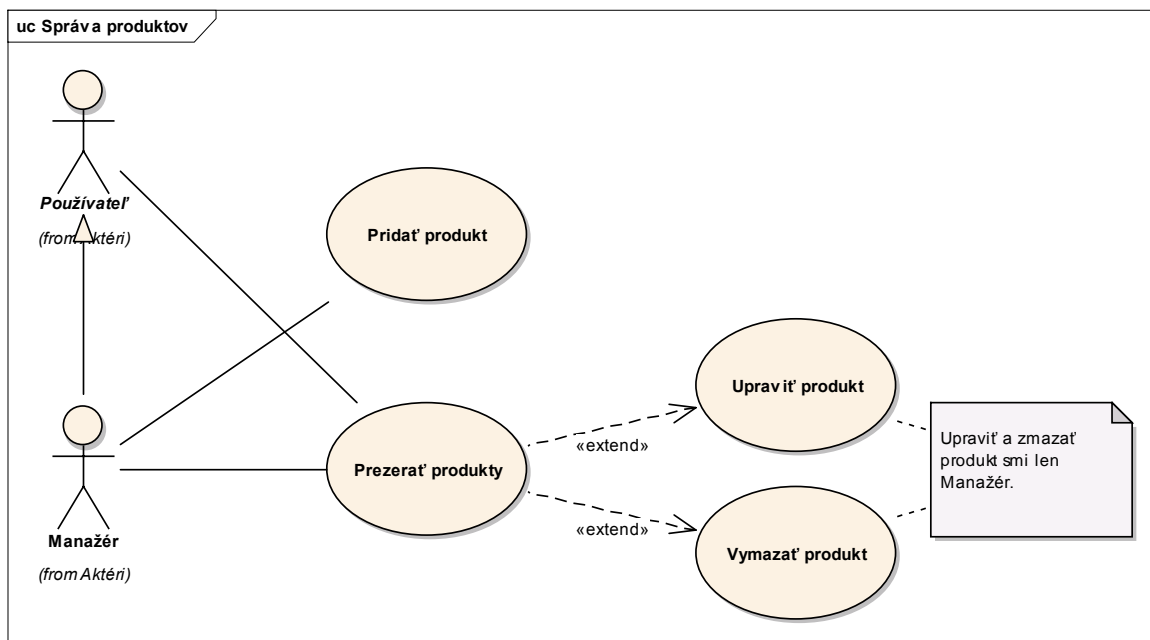 uc Správa produktov
Používateľ
(from Aktéri)
Pridať produkt
Upraviť produkt
Upraviť a zmazať
produkt smi len
Manažér.
«extend»
Prezerať produkty
«extend»
Manažér
(from Aktéri)
Vymazať produkt